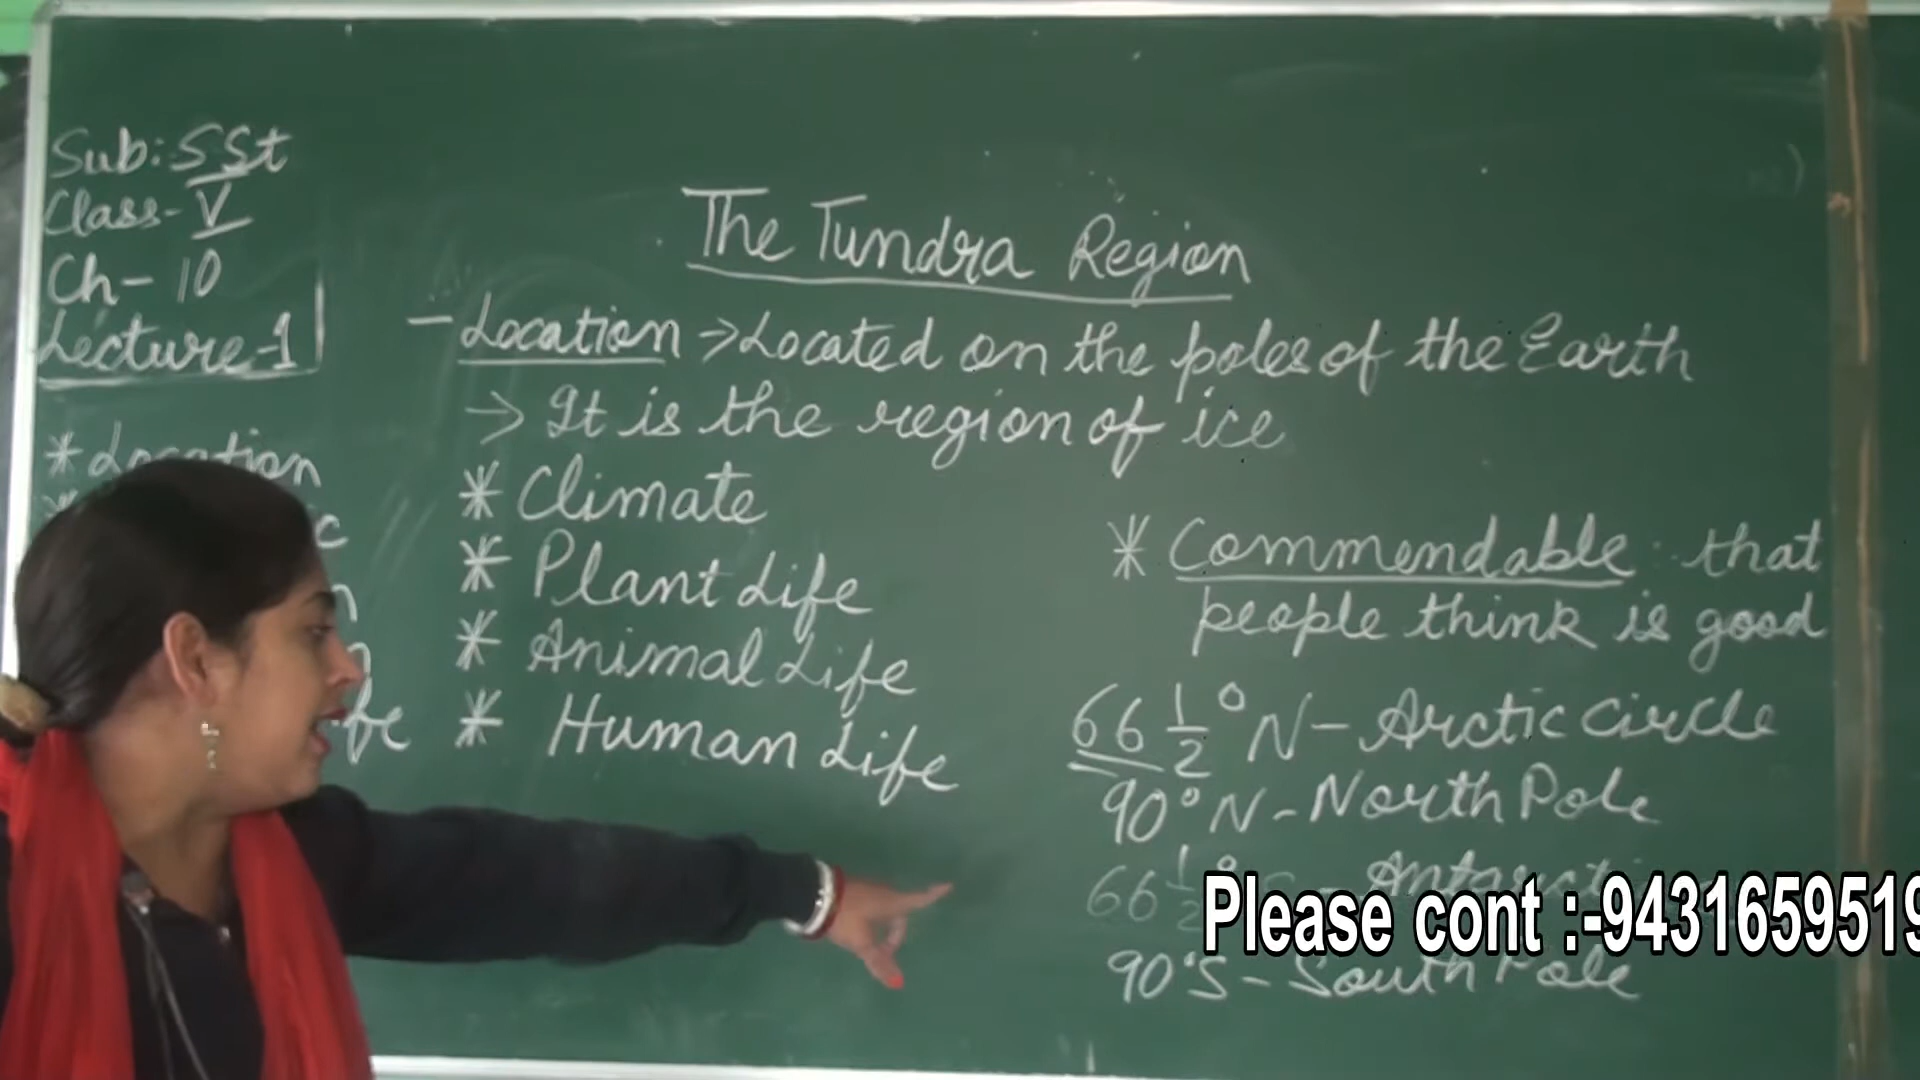 Sub: SSt
Class- V
Ch- 10
Lecture-1
* Location
The Tundra Region
- Location → Located on the poles of the Earth
→ It is the region of ice
* Climate
* Plant Life
* Animal Life
* Human Life
* Commendable: that
people think is good
66 1/2° N - Arctic Circle
90° N - North Pole
66 1/2°
90°S - South Pole
Please cont :-9431659519